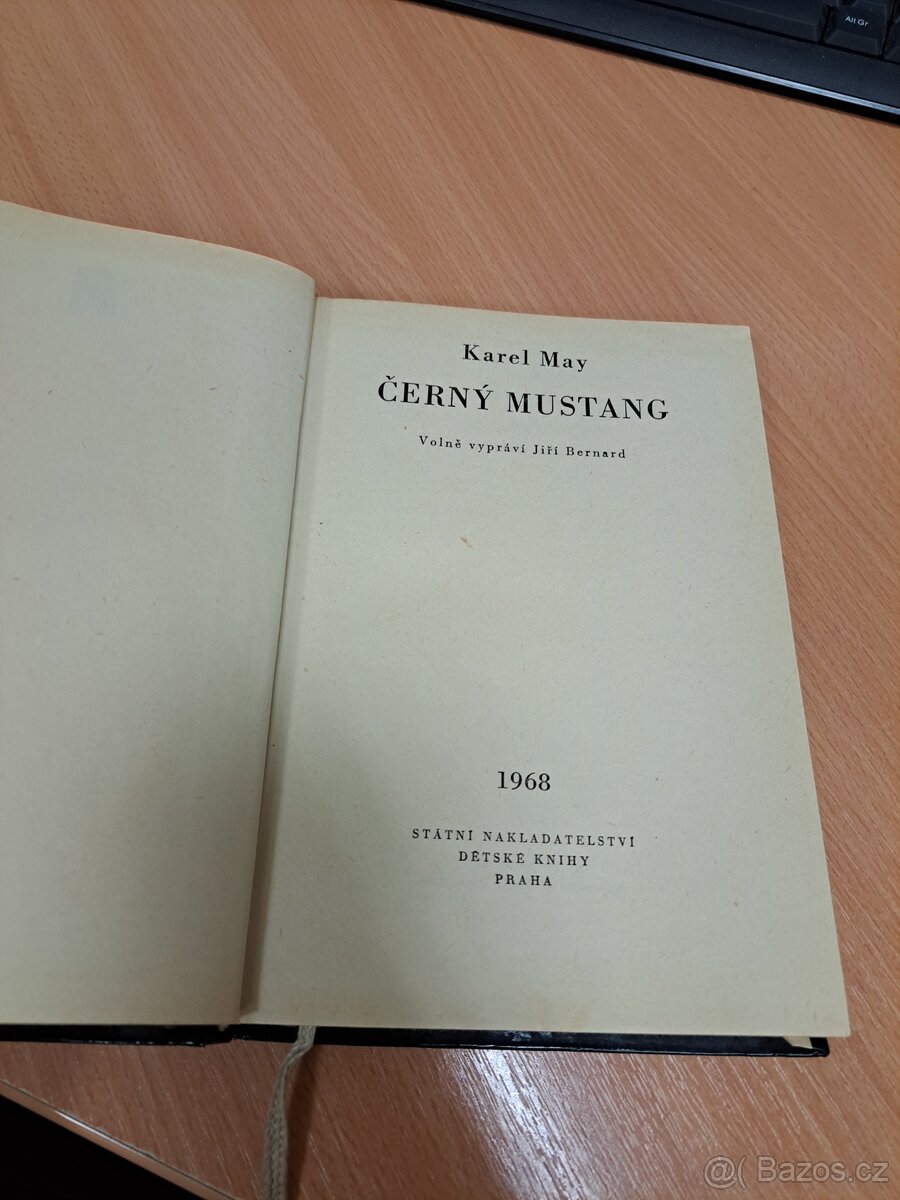 Alt Gr
Karel May
ČERNÝ MUSTANG
Volně vypráví Jiří Bernard
1968
STÁTNÍ NAKLADATELSTVÍ
DĚTSKÉ KNIHY
PRAHA
@( Bazos.cz